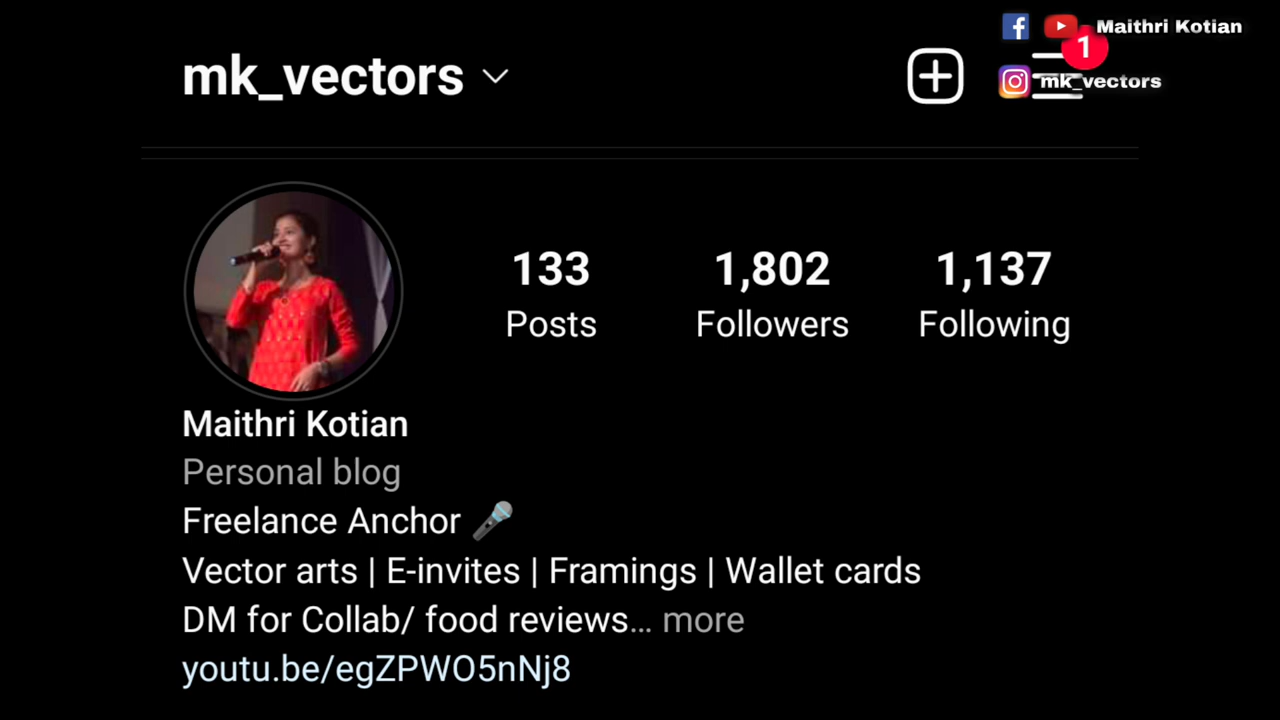 Maithri Kotian
1
mk_vectors
mk_vectors
133
1,802
1,137
Posts
Followers
Following
Maithri Kotian
Personal blog
Freelance Anchor 🎤
Vector arts | E-invites | Framings | Wallet cards
DM for Collab/ food reviews... more
youtu.be/egZPWO5nNj8